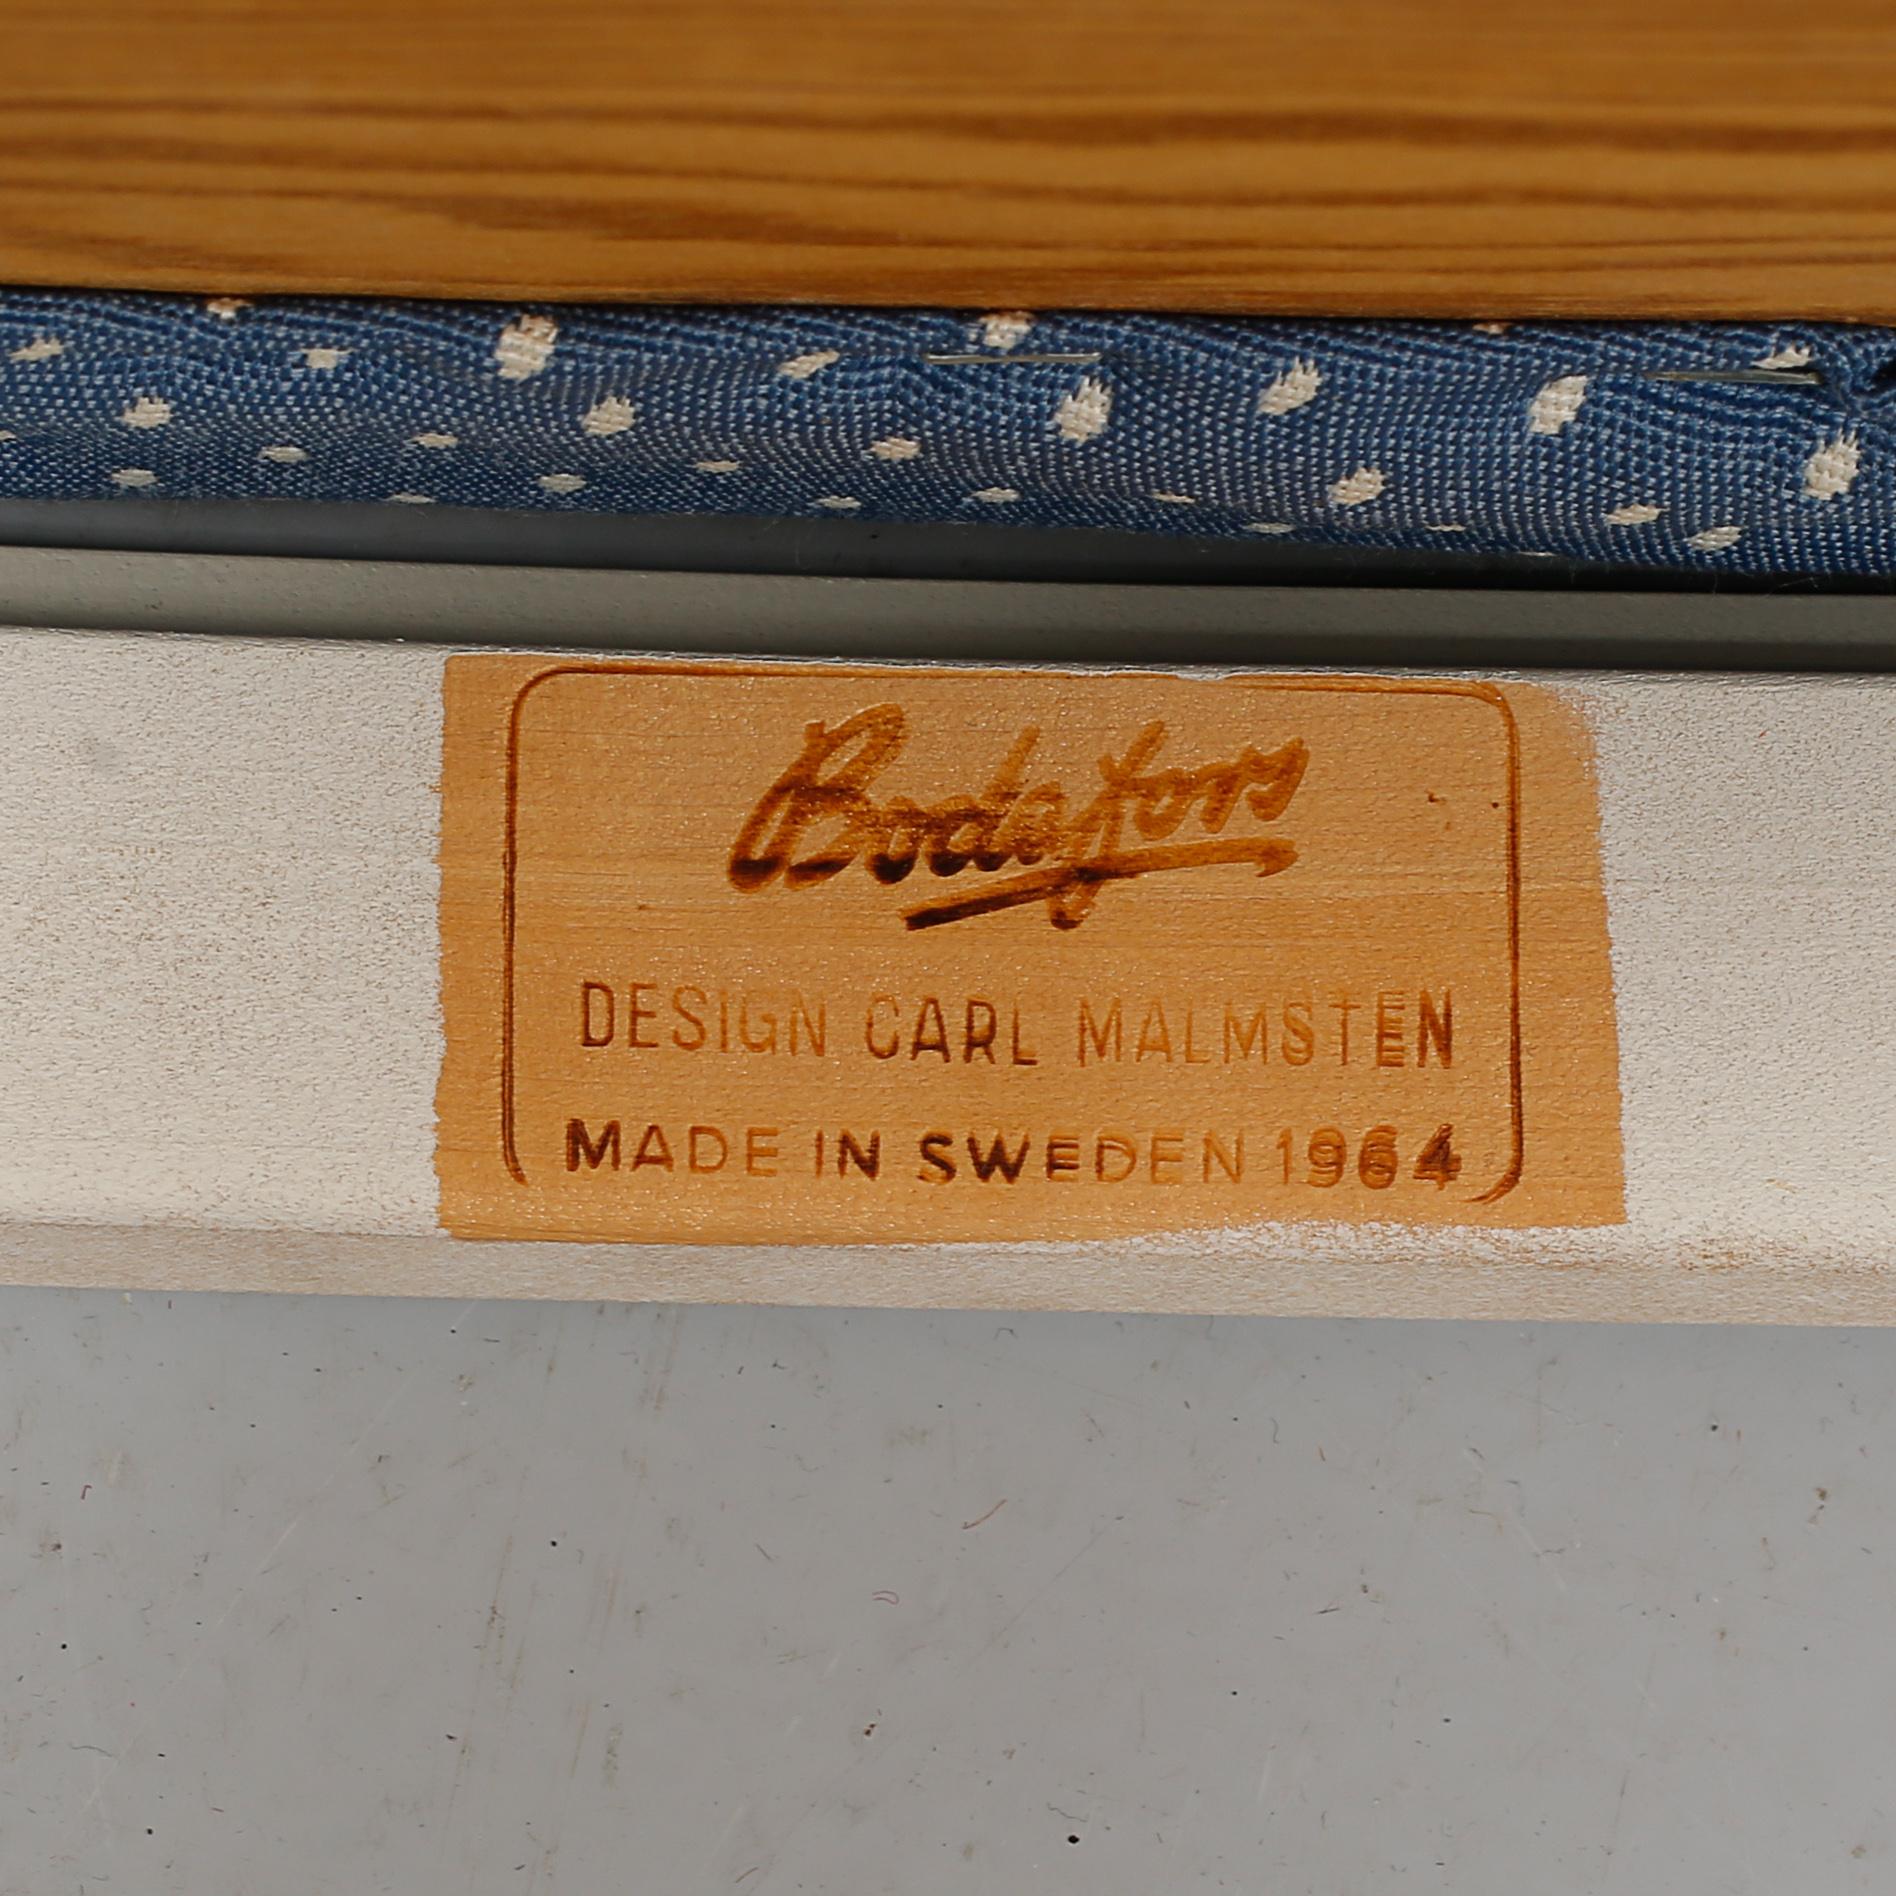 Bodafors
DESIGN CARL MALMSTEN
MADE IN SWEDEN 1964